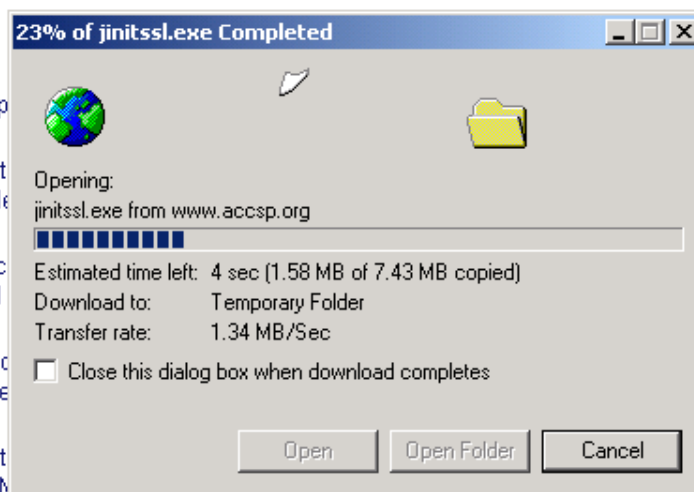 23% of jinitssl.exe Completed
Opening:
jinitssl.exe from www.accsp.org
Estimated time left: 4 sec (1.58 MB of 7.43 MB copied)
Download to: Temporary Folder
Transfer rate: 1.34 MB/Sec
Close this dialog box when download completes
Open Open Folder Cancel